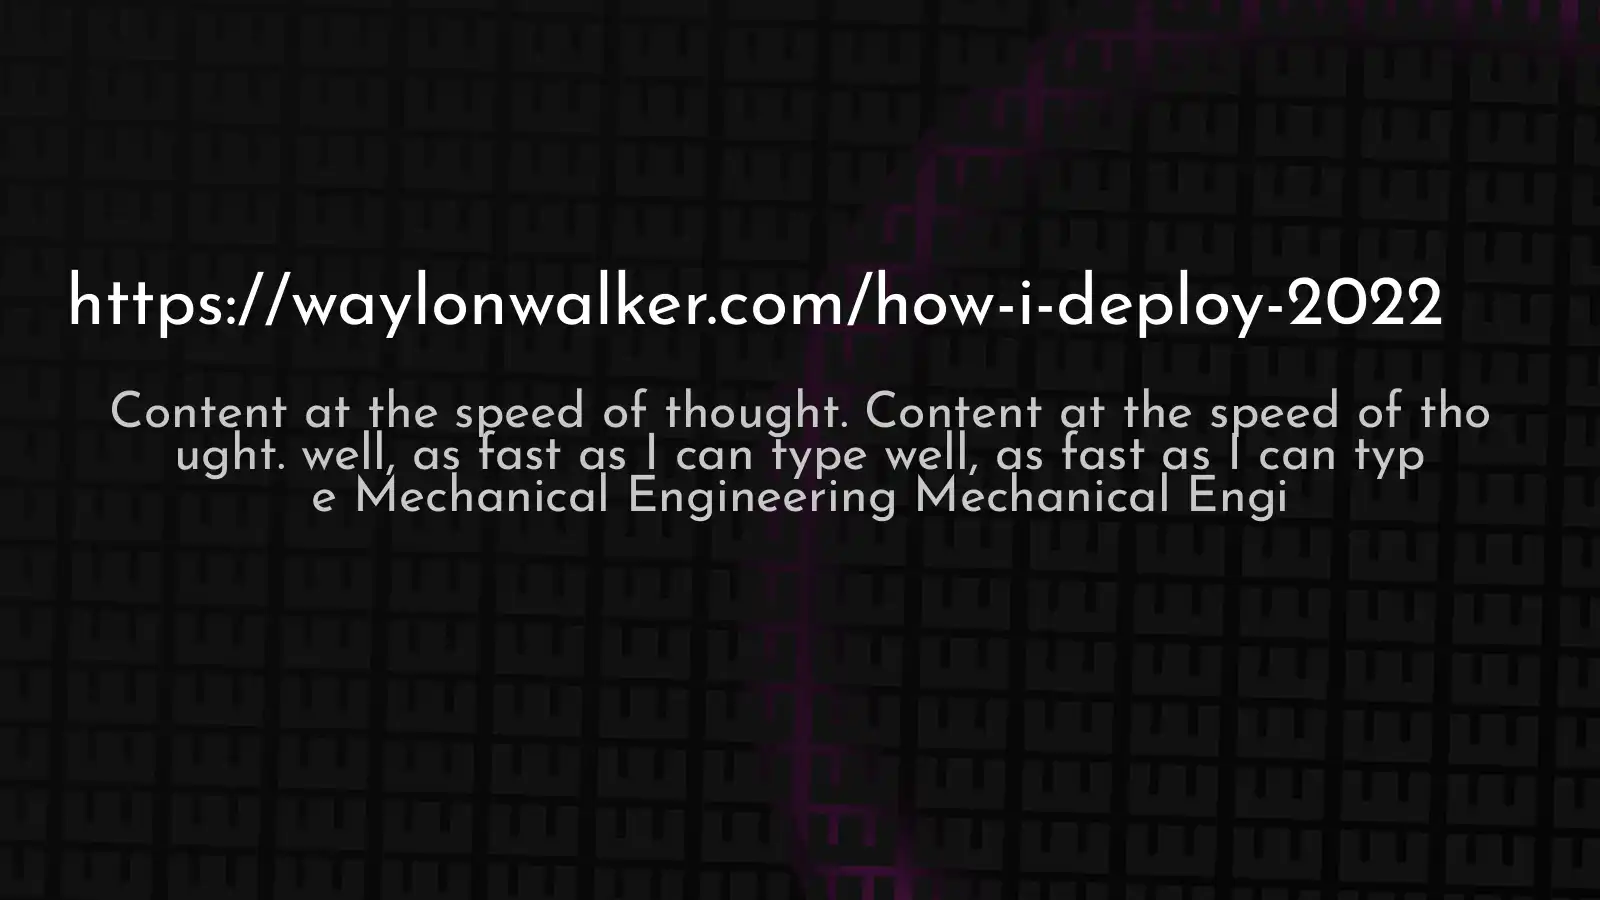 https://waylonwalker.com/how-i-deploy-2022
Content at the speed of thought. Content at the speed of tho
ught. well, as fast as I can type well, as fast as I can typ
e Mechanical Engineering Mechanical Engi